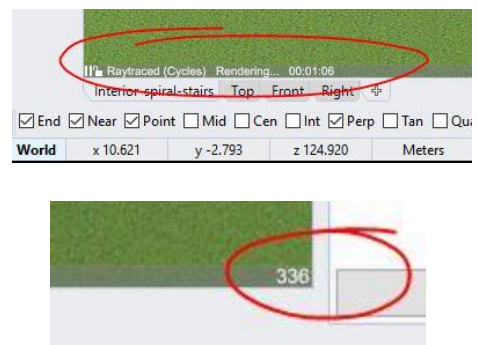 Raytraced (Cycles) Rendering... 00:01:06
Interior-spiral-stairs Top Front Right
End Near Point Mid Cen Int Perp Tan Qua
World x 10.621 y -2.793 z 124.920 Meters
336